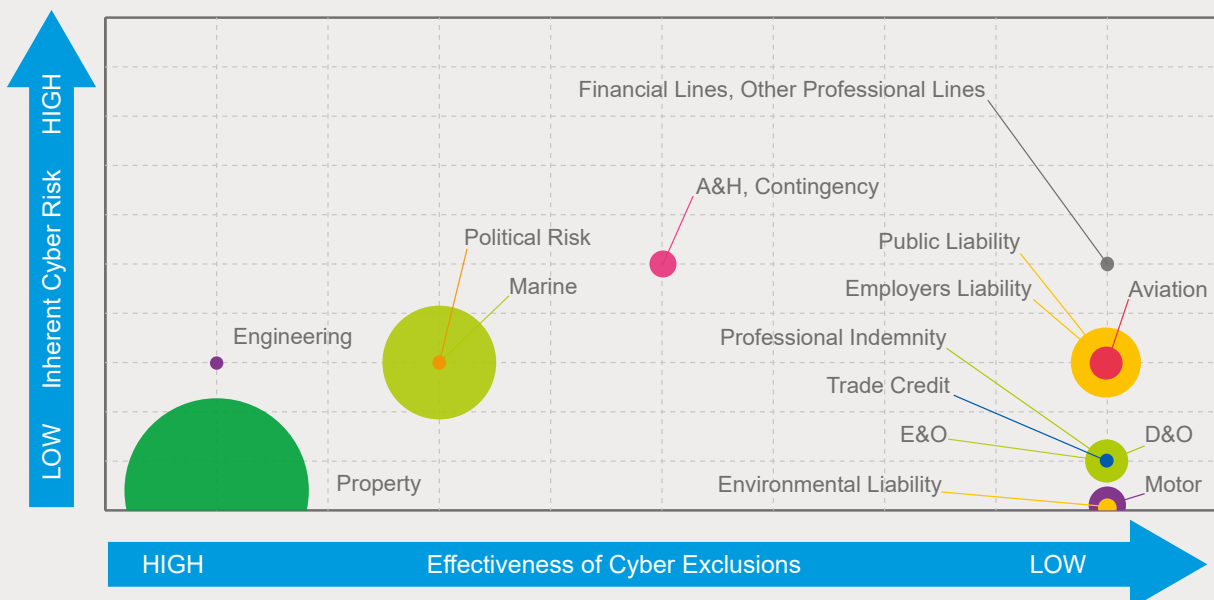 HIGH
Inherent Cyber Risk
LOW
Financial Lines, Other Professional Lines
A&H, Contingency
Political Risk
Public Liability
Marine
Employers Liability
Aviation
Engineering
Professional Indemnity
Trade Credit
E&O
D&O
Property
Environmental Liability
Motor
HIGH
Effectiveness of Cyber Exclusions
LOW